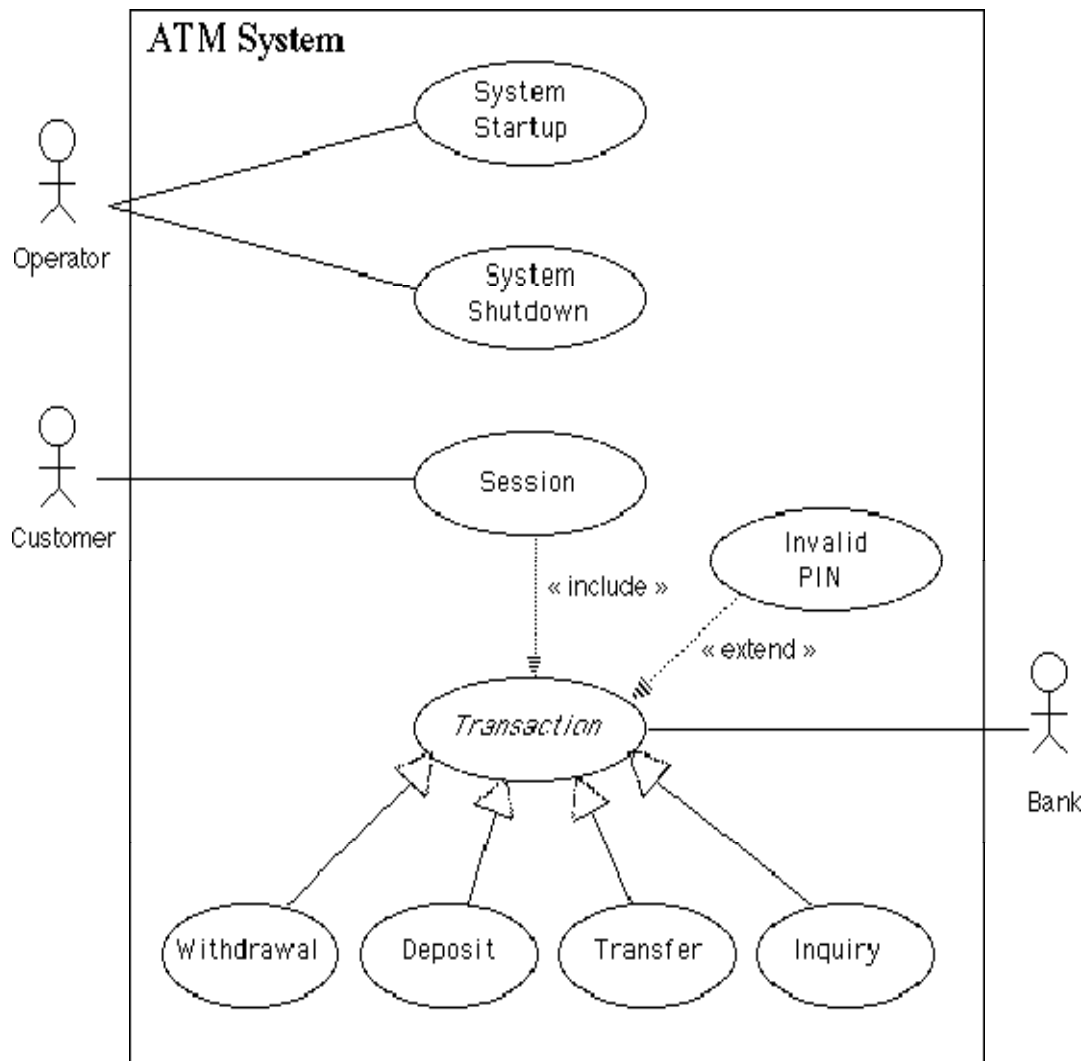 ATM System
System
Startup
Operator
System
Shutdown
Session
Customer
Invalid
PIN
« include »
« extend »
Transaction
Bank
Withdrawal
Deposit
Transfer
Inquiry